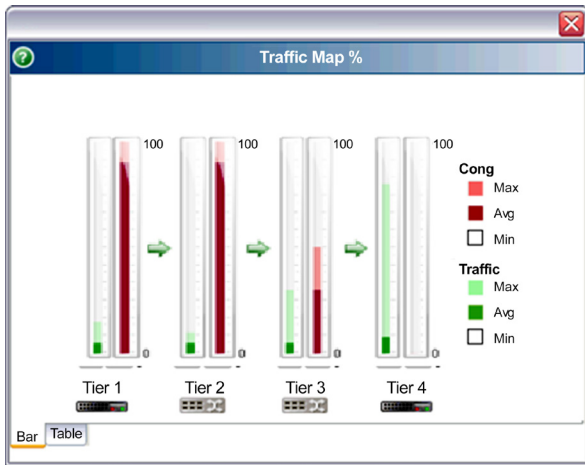 ?
Traffic Map %
100 100 100 100
0 0 0 0
Cong
Max
Avg
Min
Traffic
Max
Avg
Min
Tier 1 Tier 2 Tier 3 Tier 4
Bar Table